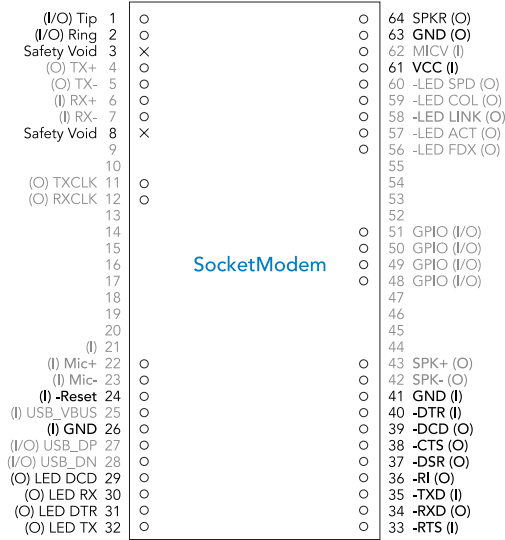 (I/O) Tip 1
(I/O) Ring 2
Safety Void 3
(O) TX+ 4
(O) TX- 5
(I) RX+ 6
(I) RX- 7
Safety Void 8
9
10
(O) TXCLK 11
(O) RXCLK 12
13
14
15
16
17
18
19
20
(I) 21
(I) Mic+ 22
(I) Mic- 23
(I) -Reset 24
(I) USB_VBUS 25
(I) GND 26
(I/O) USB_DP 27
(I/O) USB_DN 28
(O) LED DCD 29
(O) LED RX 30
(O) LED DTR 31
(O) LED TX 32
SocketModem
64 SPKR (O)
63 GND (O)
62 MICV (I)
61 VCC (I)
60 -LED SPD (O)
59 -LED COL (O)
58 -LED LINK (O)
57 -LED ACT (O)
56 -LED FDX (O)
55
54
53
52
51 GPIO (I/O)
50 GPIO (I/O)
49 GPIO (I/O)
48 GPIO (I/O)
47
46
45
44
43 SPK+ (O)
42 SPK- (O)
41 GND (I)
40 -DTR (I)
39 -DCD (O)
38 -CTS (O)
37 -DSR (O)
36 -RI (O)
35 -TXD (I)
34 -RXD (O)
33 -RTS (I)